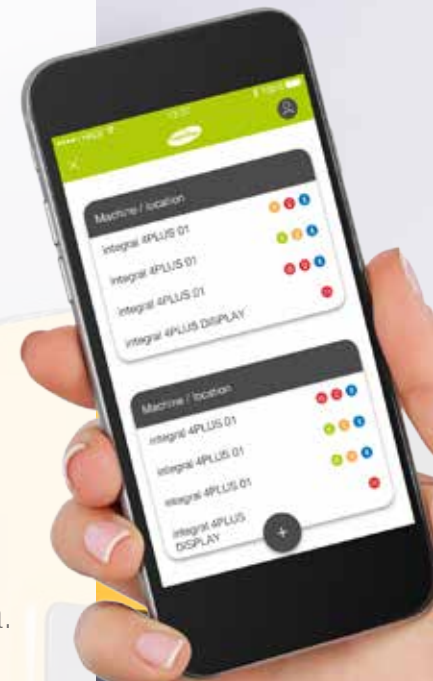 Machine / location
integral 4PLUS 01
integral 4PLUS 01
integral 4PLUS 01
integral 4PLUS DISPLAY
Machine / location
integral 4PLUS 01
integral 4PLUS 01
integral 4PLUS 01
integral 4PLUS
DISPLAY
+